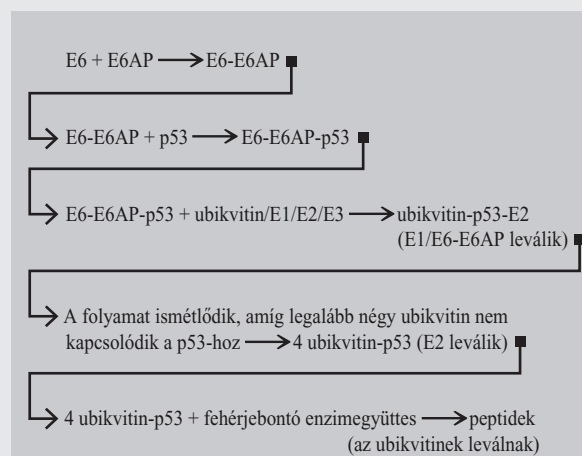 E6 + E6AP ⟶ E6-E6AP
E6-E6AP + p53 ⟶ E6-E6AP-p53
E6-E6AP-p53 + ubikvitin/E1/E2/E3 ⟶ ubikvitin-p53-E2
(E1/E6-E6AP leválik)
A folyamat ismétlődik, amíg legalább négy ubikvitin nem
kapcsolódik a p53-hoz ⟶ 4 ubikvitin-p53 (E2 leválik)
4 ubikvitin-p53 + fehérjebontó enzimegyüttes ⟶ peptidek
(az ubikvitinek leválnak)